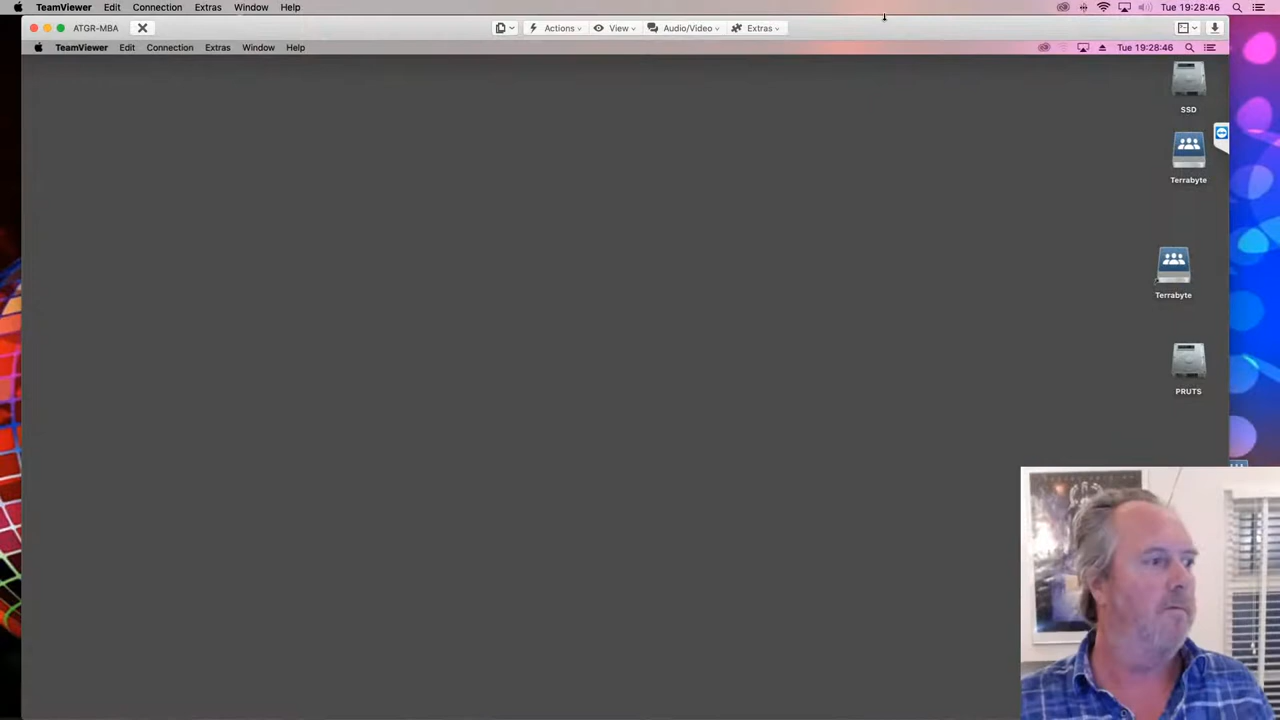 TeamViewer Edit Connection Extras Window Help Tue 19:28:46
ATGR-MBA Actions View Audio/Video Extras
TeamViewer Edit Connection Extras Window Help Tue 19:28:46
SSD
Terrabyte
Terrabyte
PRUTS